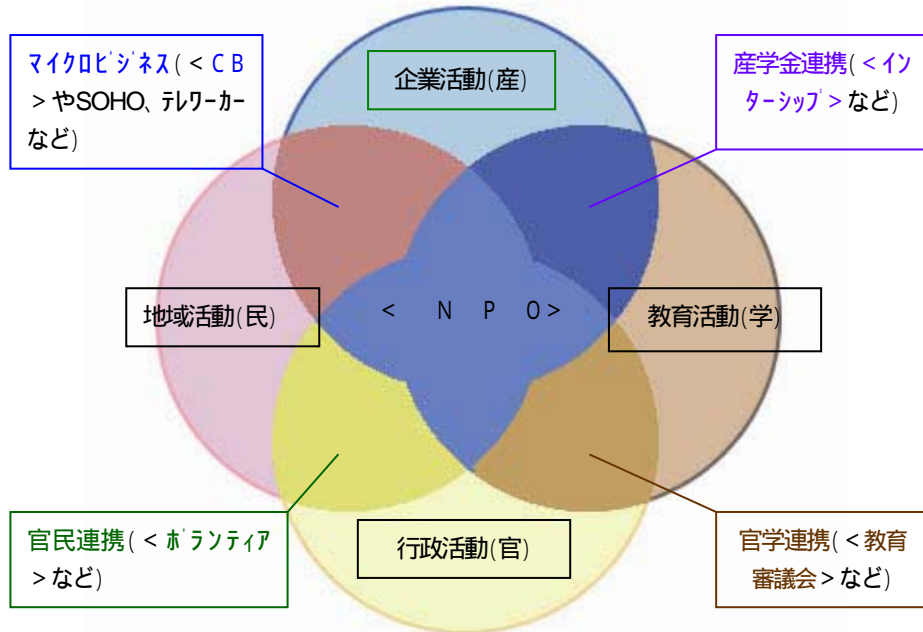 マイクロビジネス(<CB
>やSOHO、テレワーカー
など)
企業活動(産)
産学金連携(<イン
ターシップ>など)
地域活動(民)
< N P O>
教育活動(学)
官民連携(<ボランティア
>など)
行政活動(官)
官学連携(<教育
審議会>など)